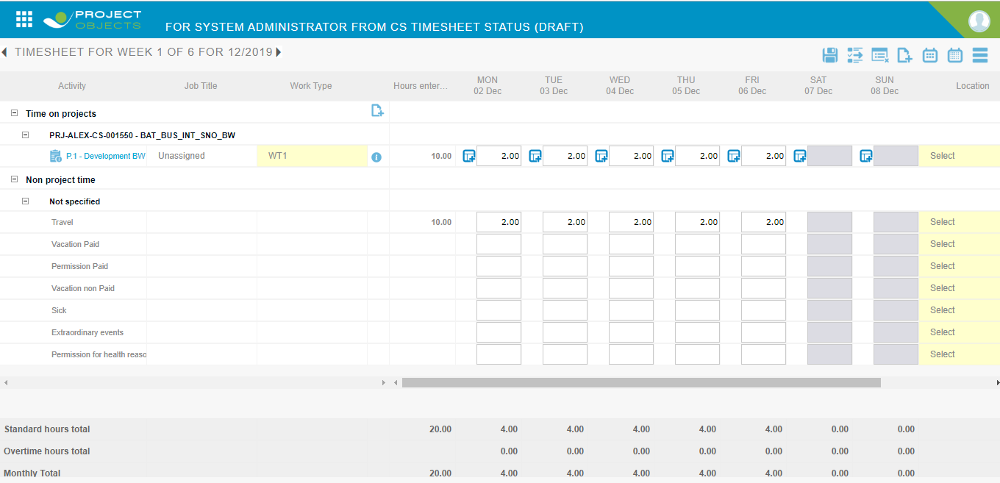 PROJECT
OBJECTS
FOR SYSTEM ADMINISTRATOR FROM CS TIMESHEET STATUS (DRAFT)
TIMESHEET FOR WEEK 1 OF 6 FOR 12/2019
Activity Job Title Work Type Hours enter... MON 02 Dec TUE 03 Dec WED 04 Dec THU 05 Dec FRI 06 Dec SAT 07 Dec SUN 08 Dec Location
Time on projects
PRJ-ALEX-CS-001550 - BAT_BUS_INT_SNO_BW
P.1 - Development BW Unassigned WT1 10.00 2.00 2.00 2.00 2.00 2.00 Select
Non project time
Not specified
Travel 10.00 2.00 2.00 2.00 2.00 2.00 Select
Vacation Paid Select
Permission Paid Select
Vacation non Paid Select
Sick Select
Extraordinary events Select
Permission for health reaso Select
Standard hours total 20.00 4.00 4.00 4.00 4.00 4.00 0.00 0.00
Overtime hours total 0.00 0.00 0.00 0.00 0.00 0.00 0.00
Monthly Total 20.00 4.00 4.00 4.00 4.00 4.00 0.00 0.00